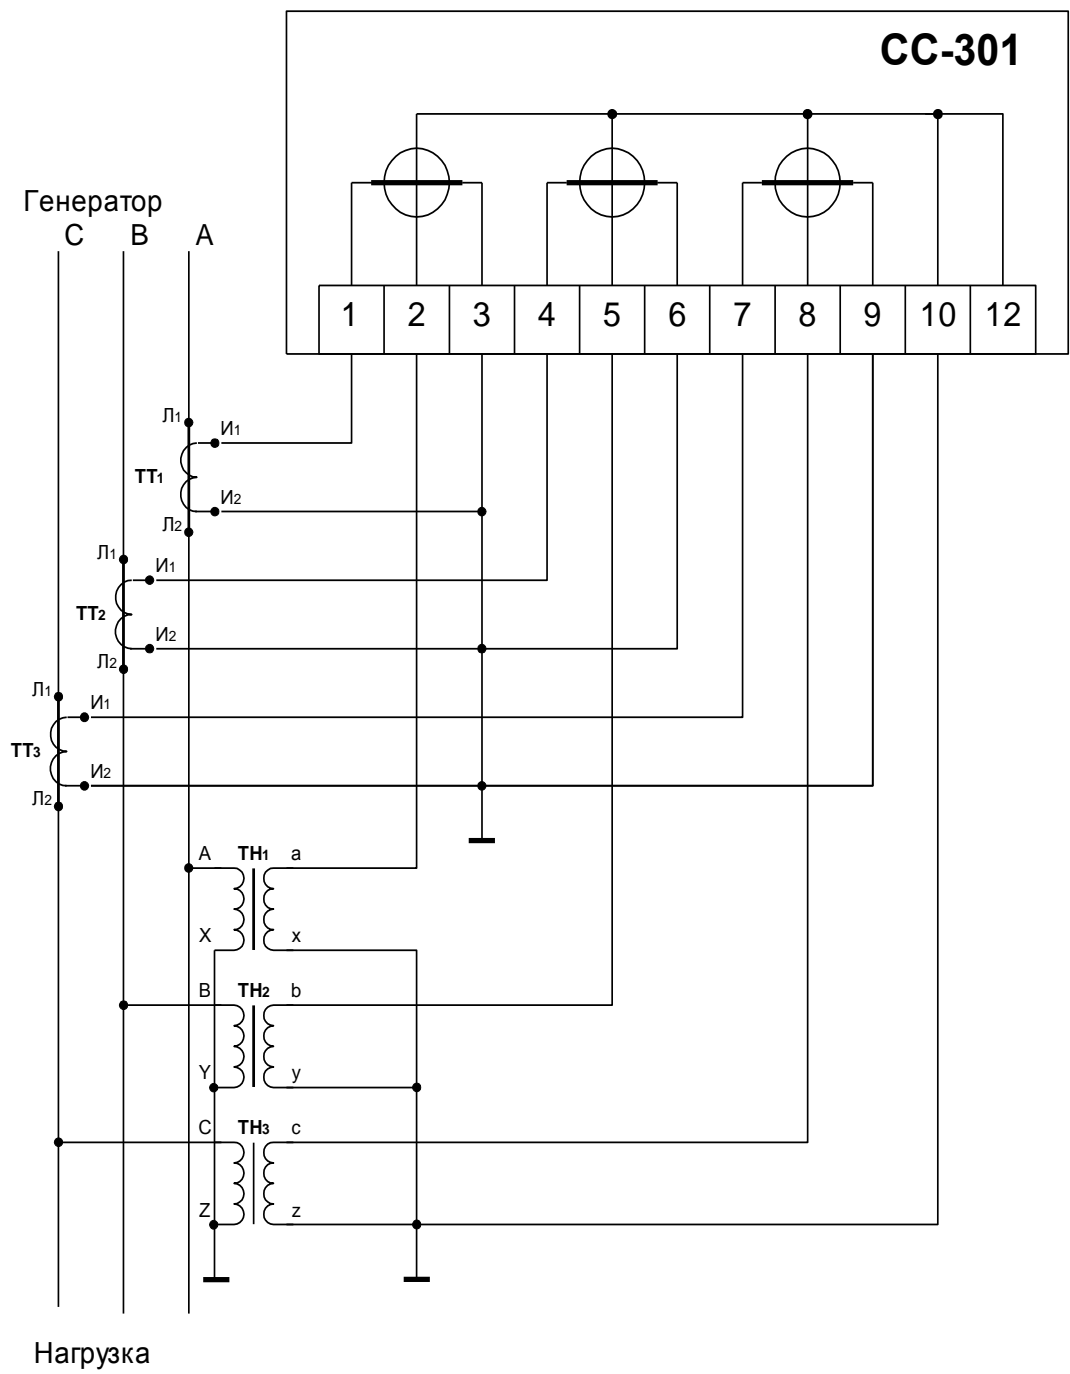 СС-301
Генератор
C B A
1 2 3 4 5 6 7 8 9 10 12
Л1
И1
ТТ1
И2
Л2
Л1
И1
ТТ2
И2
Л2
Л1
И1
ТТ3
И2
Л2
A ТН1 a
X x
B ТН2 b
Y y
C ТН3 c
Z z
Нагрузка